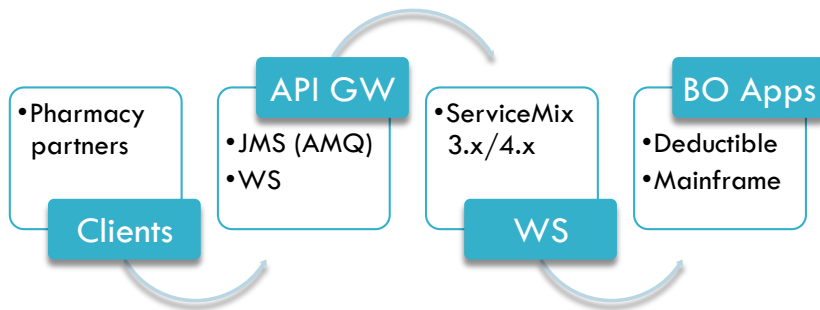 •Pharmacy
partners
Clients
API GW
•JMS (AMQ)
•WS
•ServiceMix
3.x/4.x
WS
BO Apps
•Deductible
•Mainframe